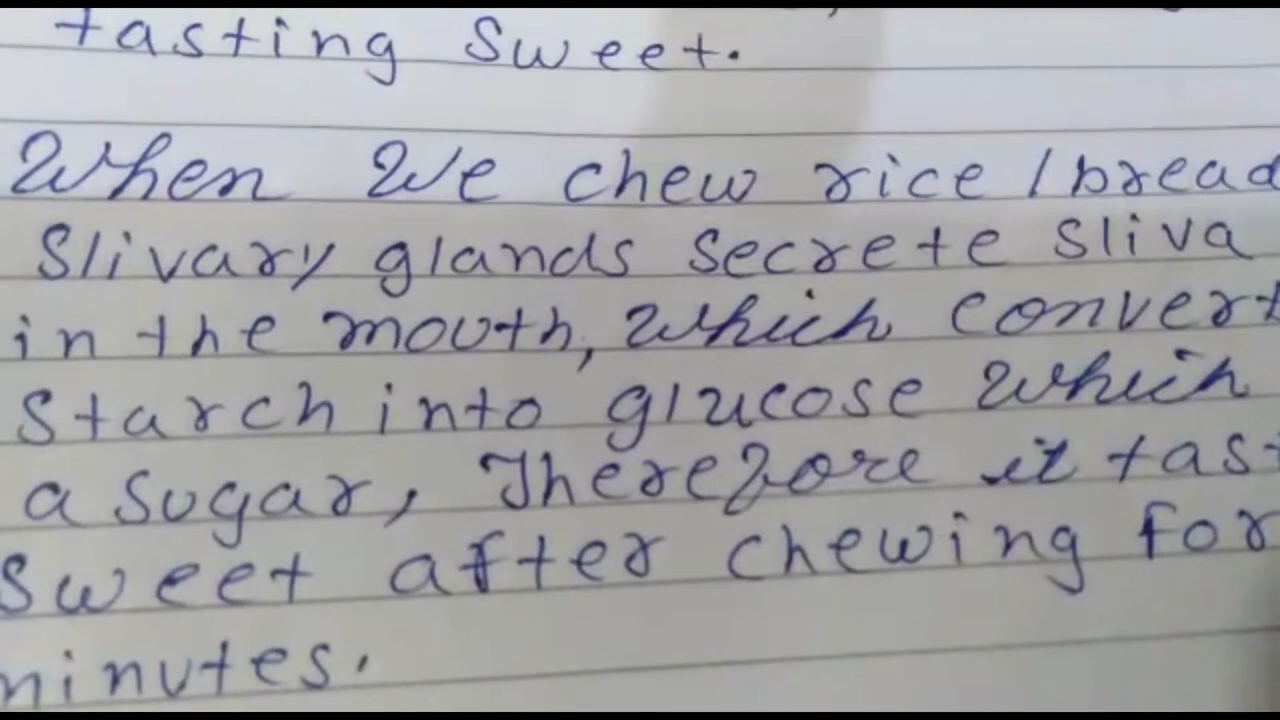 tasting sweet.
When We chew rice / bread
Slivary glands secrete sliva
in the mouth, which convert
starch into glucose which
a sugar, Therefore it tast
sweet after chewing for
minutes.